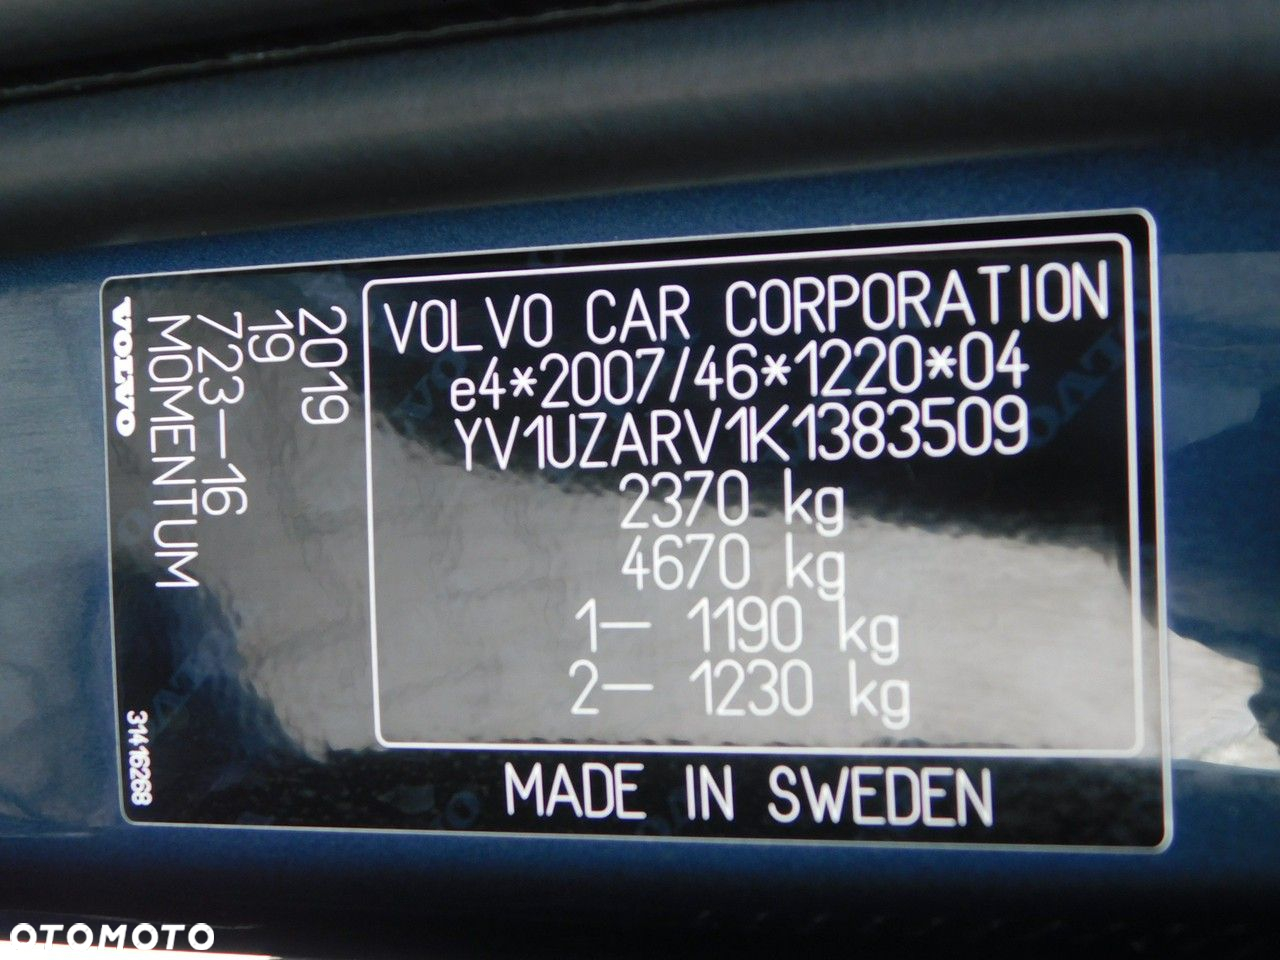 VOLVO CAR CORPORATION
e4*2007/46*1220*04
YV1UZARV1K1383509
2370 kg
4670 kg
1- 1190 kg
2- 1230 kg
MADE IN SWEDEN
2019
19
723-16
MOMENTUM
VOLVO
31416268
OTOMOTO